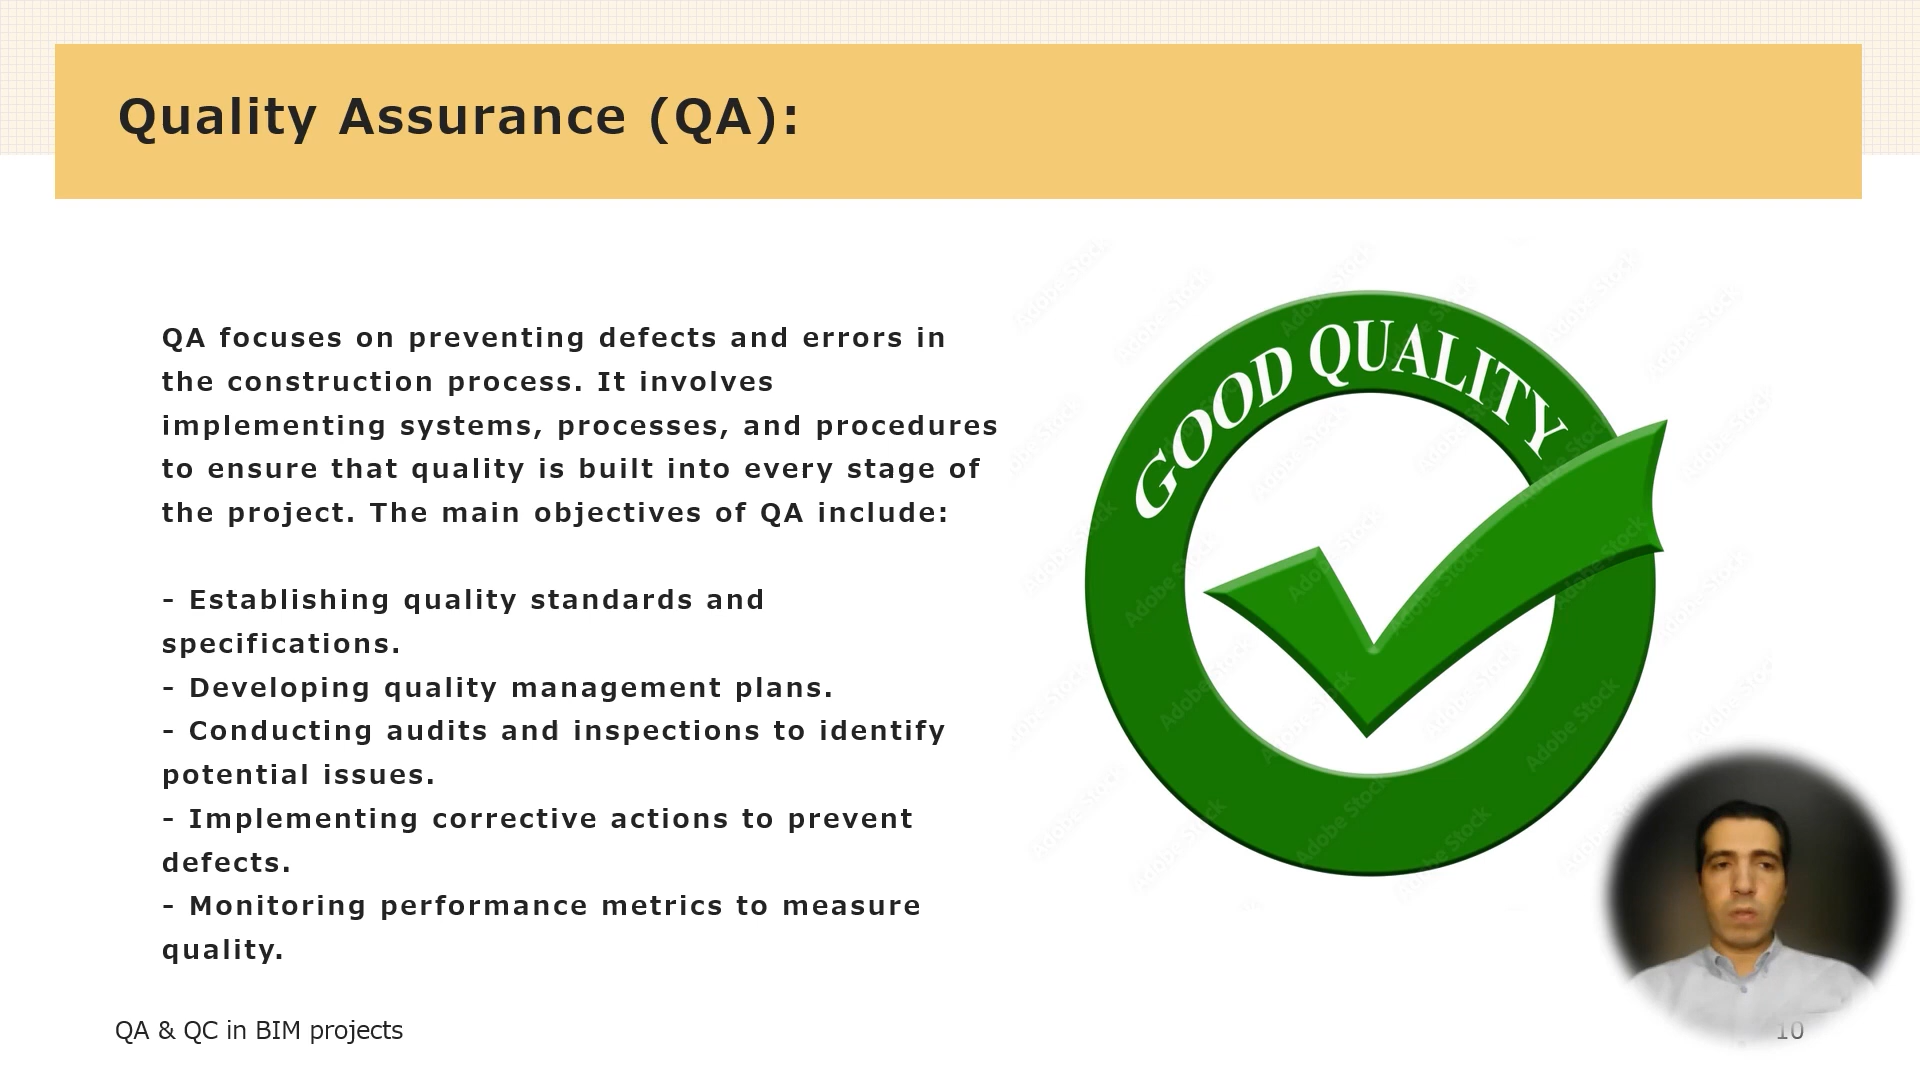 Quality Assurance (QA):
QA focuses on preventing defects and errors in
the construction process. It involves
implementing systems, processes, and procedures
to ensure that quality is built into every stage of
the project. The main objectives of QA include:
- Establishing quality standards and
specifications.
- Developing quality management plans.
- Conducting audits and inspections to identify
potential issues.
- Implementing corrective actions to prevent
defects.
- Monitoring performance metrics to measure
quality.
GOOD QUALITY
Adobe Stock
QA & QC in BIM projects
10